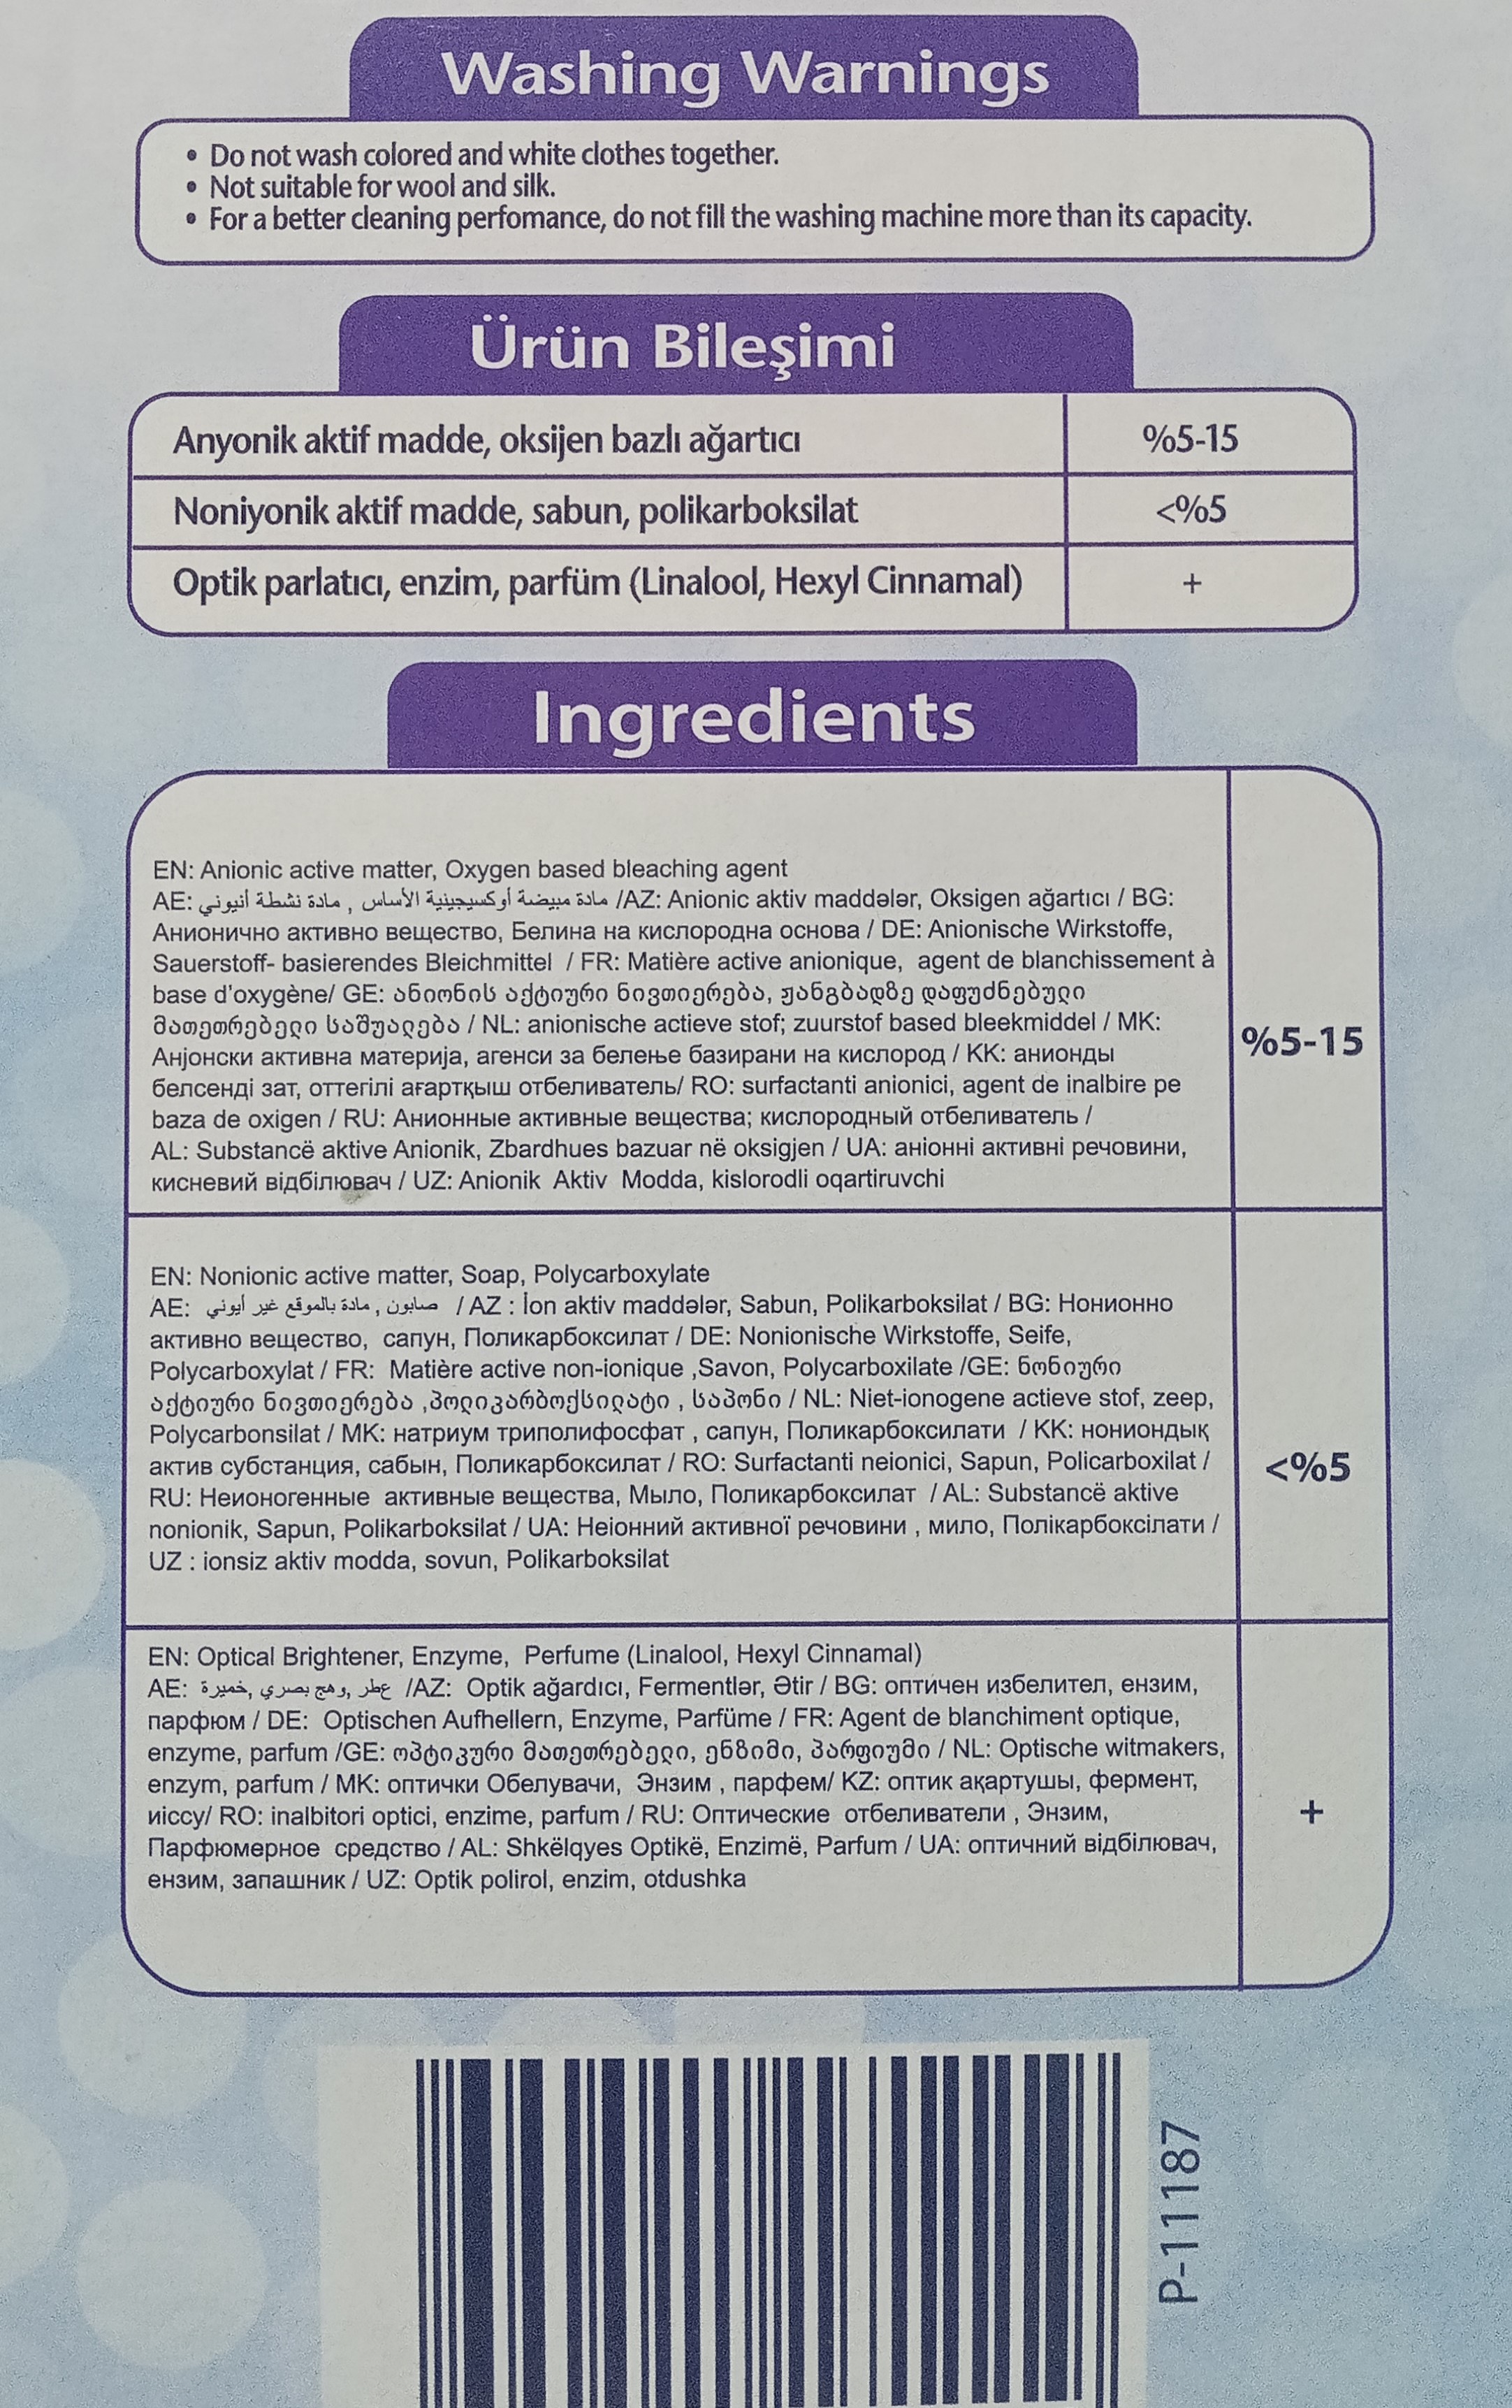 Washing Warnings
• Do not wash colored and white clothes together.
• Not suitable for wool and silk.
• For a better cleaning perfomance, do not fill the washing machine more than its capacity.
Ürün Bileşimi
Anyonik aktif madde, oksijen bazlı ağartıcı %5-15
Noniyonik aktif madde, sabun, polikarboksilat <%5
Optik parlatıcı, enzim, parfüm (Linalool, Hexyl Cinnamal) +
Ingredients
EN: Anionic active matter, Oxygen based bleaching agent
AE: مادة مبيضة أوكسيجينية الأساس , مادة نشطة أنيوني /AZ: Anionic aktiv maddələr, Oksigen ağartıcı / BG:
Анионично активно вещество, Белина на кислородна основа / DE: Anionische Wirkstoffe,
Sauerstoff- basierendes Bleichmittel / FR: Matière active anionique, agent de blanchissement à
base d'oxygène/ GE: ანიონის აქტიური ნივთიერება, ჟანგბადზე დაფუძნებული
მათეთრებელი საშუალება / NL: anionische actieve stof; zuurstof based bleekmiddel / MK:
Анјонски активна материја, агенси за белење базирани на кислород / KK: анионды
белсенді зат, оттегілі ағартқыш отбеливатель/ RO: surfactanti anionici, agent de inalbire pe
baza de oxigen / RU: Анионные активные вещества; кислородный отбеливатель /
AL: Substancë aktive Anionik, Zbardhues bazuar në oksigjen / UA: аніонні активні речовини,
кисневий відбілювач / UZ: Anionik Aktiv Modda, kislorodli oqartiruvchi
%5-15
EN: Nonionic active matter, Soap, Polycarboxylate
AE: صابون , مادة بالموقع غير أيوني / AZ : İon aktiv maddələr, Sabun, Polikarboksilat / BG: Нонионно
активно вещество, сапун, Поликарбоксилат / DE: Nonionische Wirkstoffe, Seife,
Polycarboxylat / FR: Matière active non-ionique ,Savon, Polycarboxilate /GE: ნონიური
აქტიური ნივთიერება ,პოლიკარბოქსილატი , საპონი / NL: Niet-ionogene actieve stof, zeep,
Polycarbonsilat / MK: натриум триполифосфат , сапун, Поликарбоксилати / KK: нониондық
актив субстанция, сабын, Поликарбоксилат / RO: Surfactanti neionici, Sapun, Policarboxilat /
RU: Неионогенные активные вещества, Мыло, Поликарбоксилат / AL: Substancë aktive
nonionik, Sapun, Polikarboksilat / UA: Неіонний активної речовини , мило, Полікарбоксілати /
UZ : ionsiz aktiv modda, sovun, Polikarboksilat
<%5
EN: Optical Brightener, Enzyme, Perfume (Linalool, Hexyl Cinnamal)
AE: عطر ,وهج بصري ,خميرة /AZ: Optik ağardıcı, Fermentlər, Ətir / BG: оптичен избелител, ензим,
парфюм / DE: Optischen Aufhellern, Enzyme, Parfüme / FR: Agent de blanchiment optique,
enzyme, parfum /GE: ოპტიკური მათეთრებელი, ენზიმი, პარფიუმი / NL: Optische witmakers,
enzym, parfum / MK: оптички Обелувачи, Энзим , парфем/ KZ: оптик ақартушы, фермент,
иіссу/ RO: inalbitori optici, enzime, parfum / RU: Оптические отбеливатели , Энзим,
Парфюмерное средство / AL: Shkëlqyes Optikë, Enzimë, Parfum / UA: оптичний відбілювач,
ензим, запашник / UZ: Optik polirol, enzim, otdushka
+
P-11187